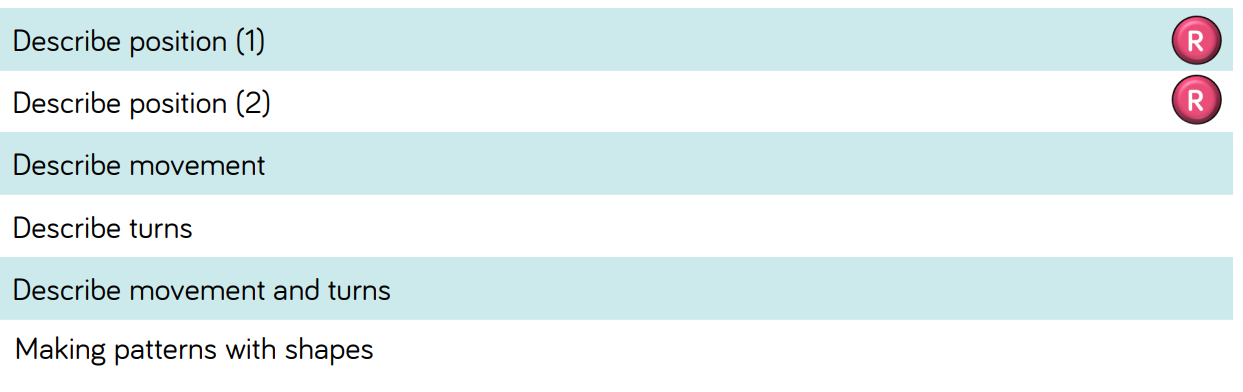 Describe position (1) R
Describe position (2) R
Describe movement
Describe turns
Describe movement and turns
Making patterns with shapes